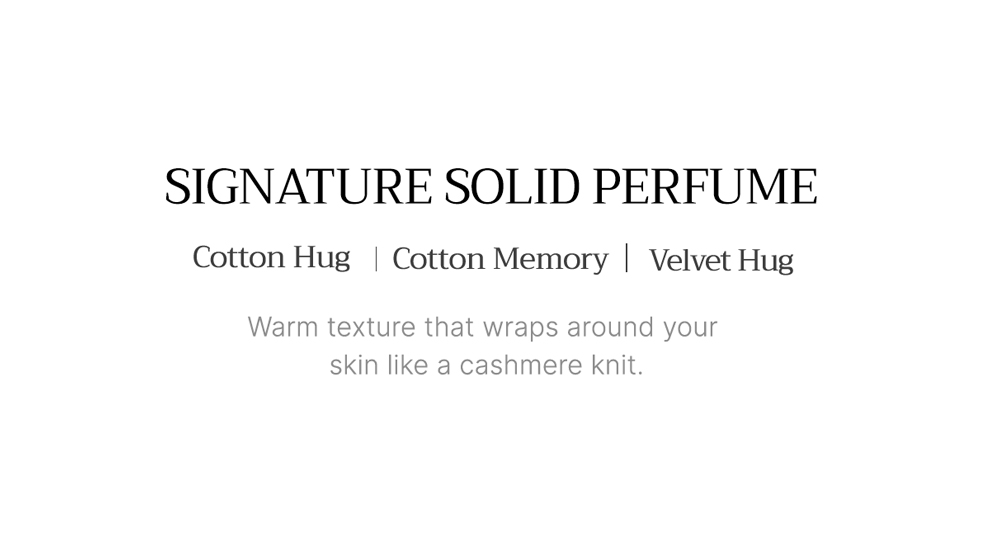 SIGNATURE SOLID PERFUME
Cotton Hug | Cotton Memory | Velvet Hug
Warm texture that wraps around your
skin like a cashmere knit.